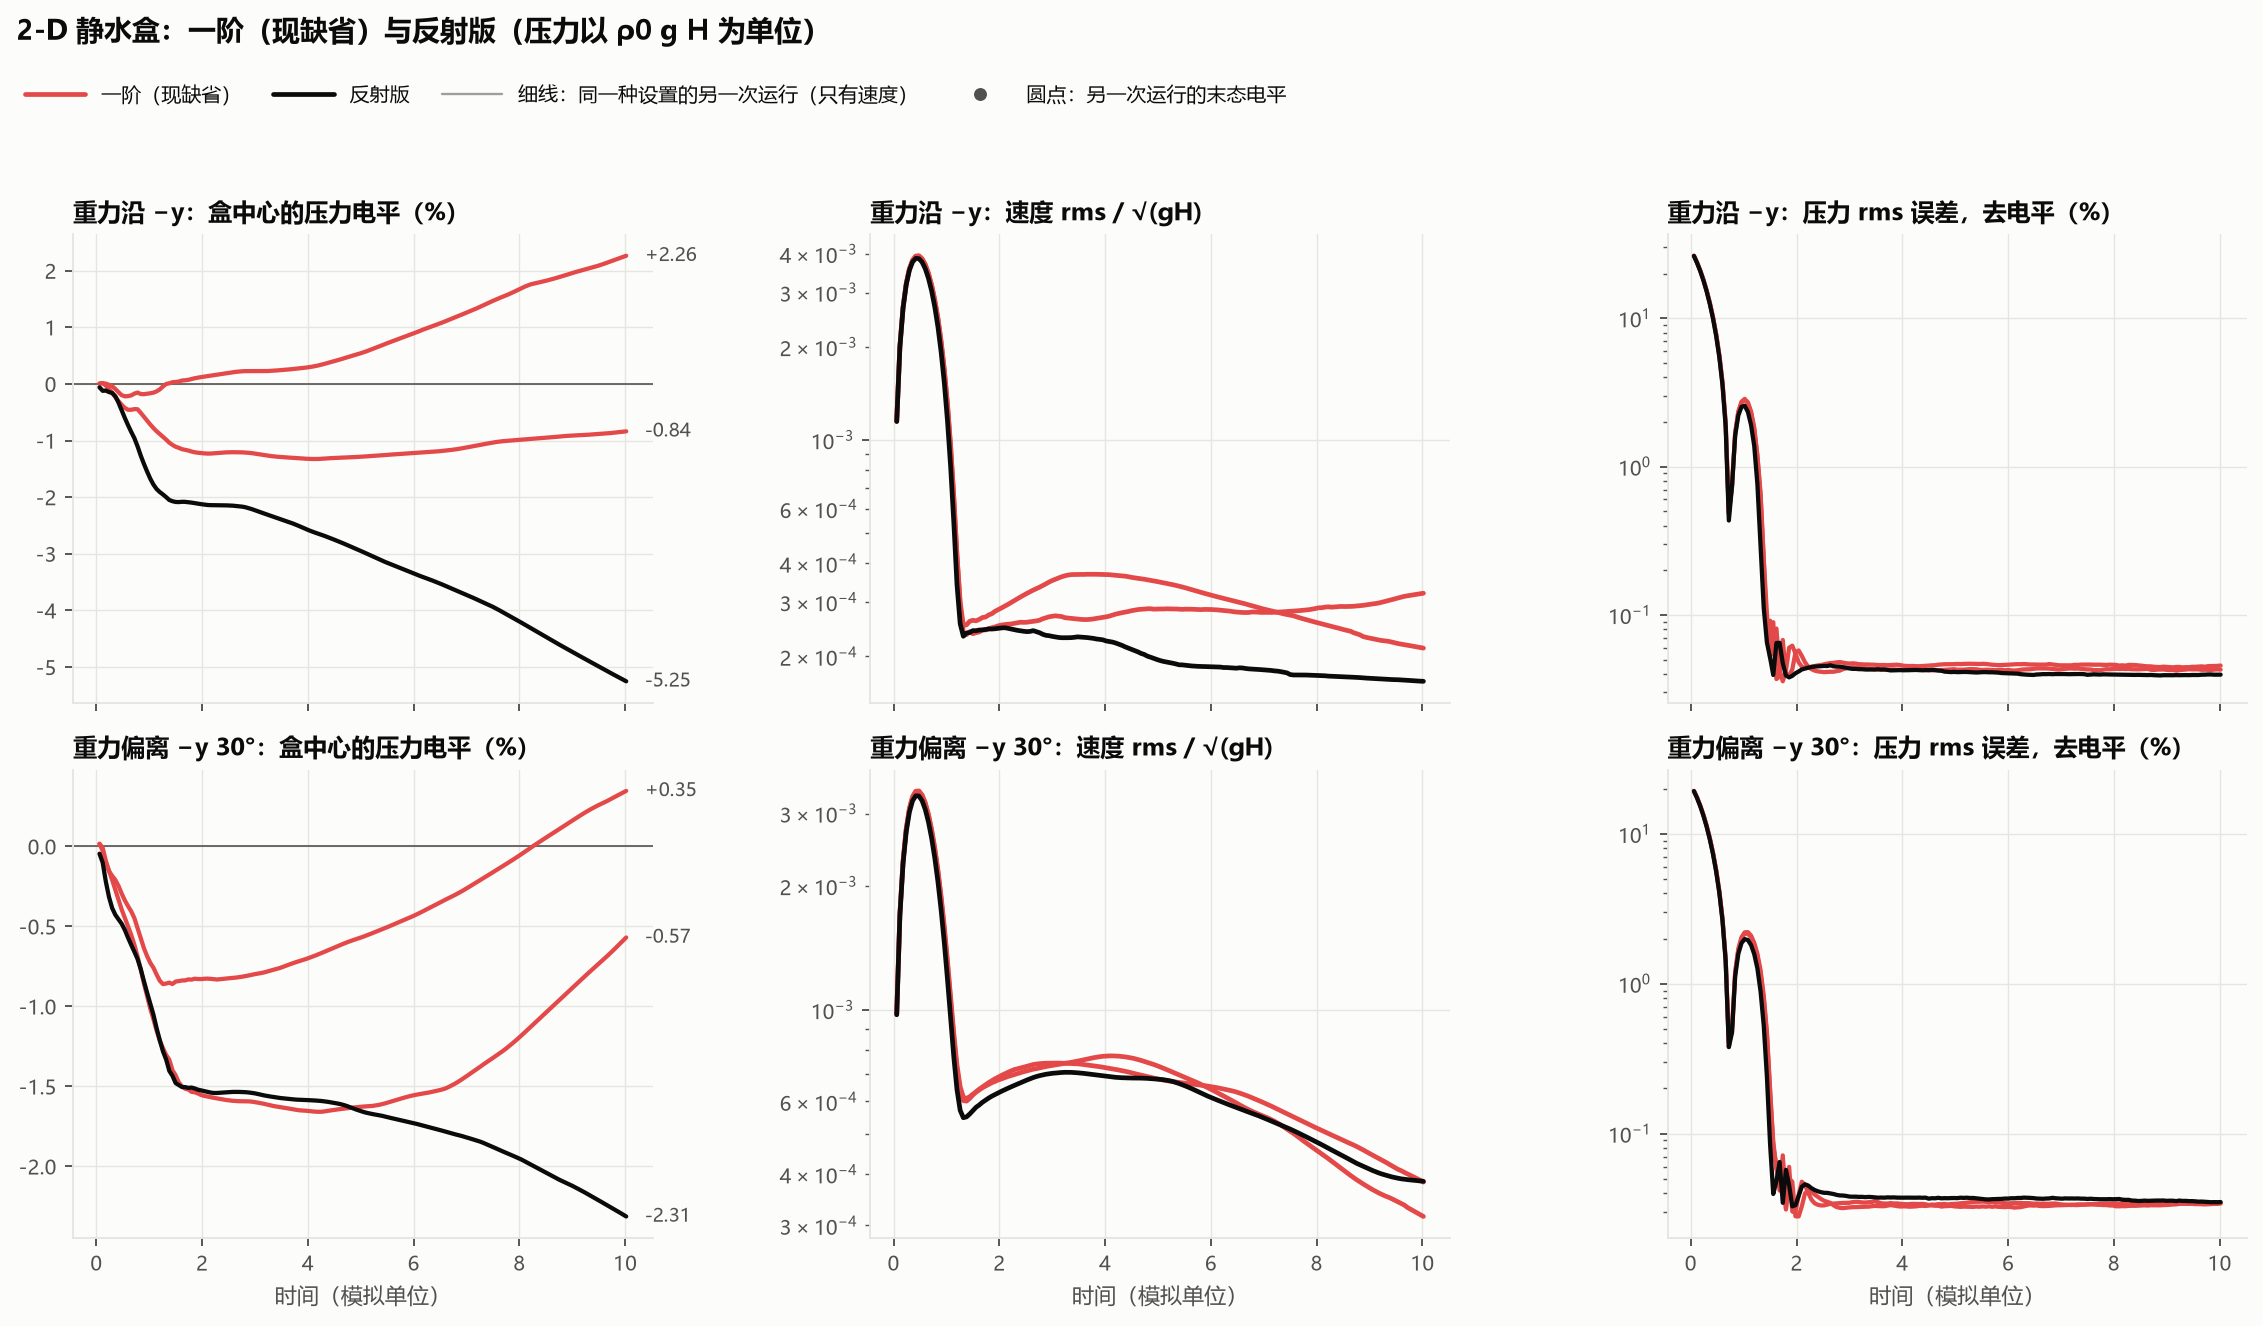 2-D 静水盒：一阶（现缺省）与反射版（压力以 ρ0 g H 为单位）
一阶（现缺省） 反射版 细线：同一种设置的另一次运行（只有速度） 圆点：另一次运行的末态电平
重力沿 −y：盒中心的压力电平（%）
2
1
0
-1
-2
-3
-4
-5
+2.26
-0.84
-5.25
重力沿 −y：速度 rms / √(gH)
4 × 10⁻³
3 × 10⁻³
2 × 10⁻³
10⁻³
6 × 10⁻⁴
4 × 10⁻⁴
3 × 10⁻⁴
2 × 10⁻⁴
重力沿 −y：压力 rms 误差，去电平（%）
10¹
10⁰
10⁻¹
重力偏离 −y 30°：盒中心的压力电平（%）
0.0
-0.5
-1.0
-1.5
-2.0
+0.35
-0.57
-2.31
0 2 4 6 8 10
时间（模拟单位）
重力偏离 −y 30°：速度 rms / √(gH)
3 × 10⁻³
2 × 10⁻³
10⁻³
6 × 10⁻⁴
4 × 10⁻⁴
3 × 10⁻⁴
0 2 4 6 8 10
时间（模拟单位）
重力偏离 −y 30°：压力 rms 误差，去电平（%）
10¹
10⁰
10⁻¹
0 2 4 6 8 10
时间（模拟单位）